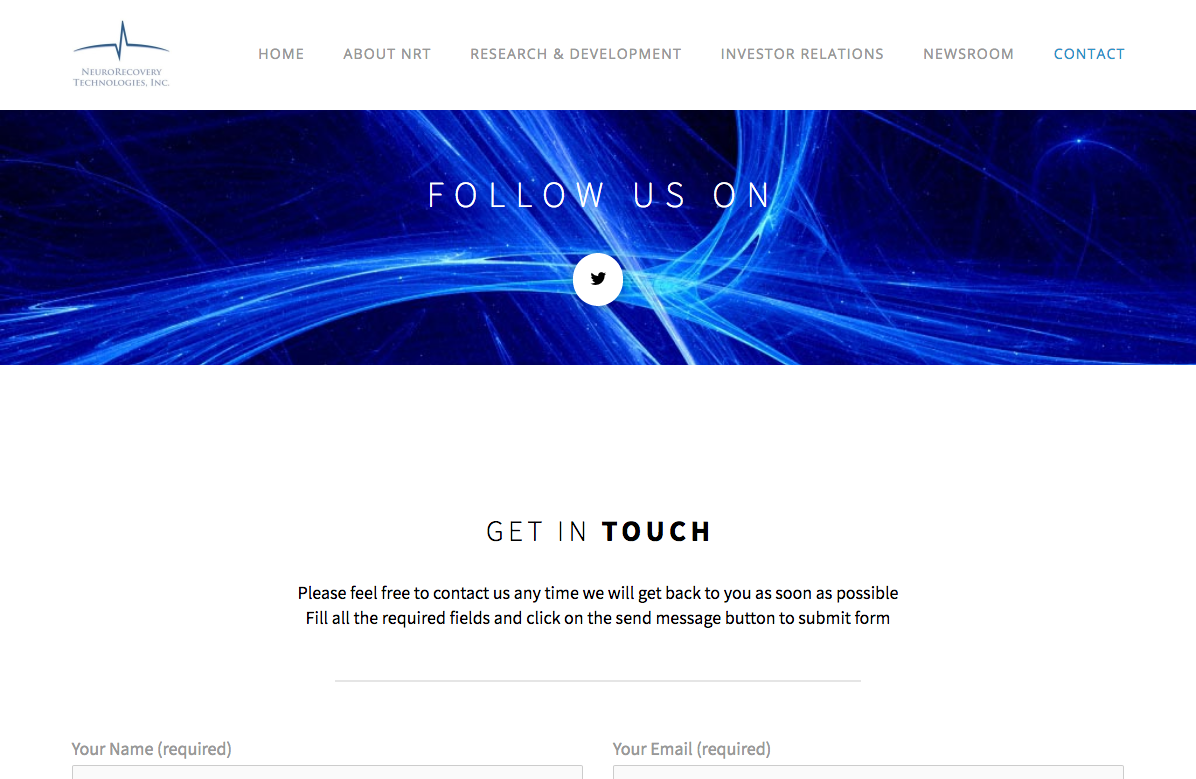 NeuroRecovery
Technologies, Inc.
HOME ABOUT NRT RESEARCH & DEVELOPMENT INVESTOR RELATIONS NEWSROOM CONTACT
FOLLOW US ON
GET IN TOUCH
Please feel free to contact us any time we will get back to you as soon as possible
Fill all the required fields and click on the send message button to submit form
Your Name (required) Your Email (required)